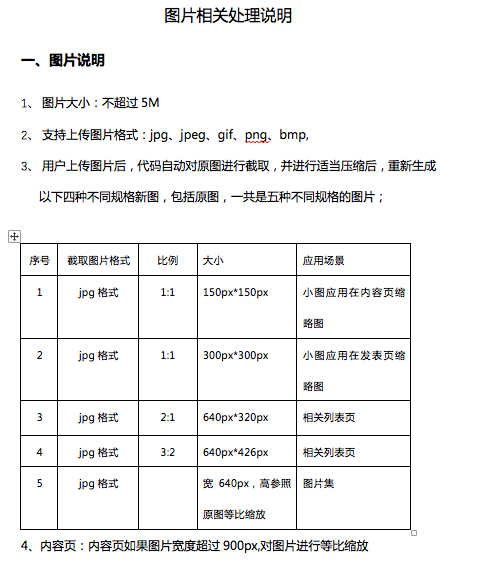 图片相关处理说明
一、图片说明
1、 图片大小：不超过 5M
2、 支持上传图片格式：jpg、jpeg、gif、png、bmp,
3、 用户上传图片后，代码自动对原图进行截取，并进行适当压缩后，重新生成
以下四种不同规格新图，包括原图，一共是五种不同规格的图片；
序号 截取图片格式 比例 大小 应用场景
1 jpg 格式 1:1 150px*150px 小图应用在内容页缩
略图
2 jpg 格式 1:1 300px*300px 小图应用在发表页缩
略图
3 jpg 格式 2:1 640px*320px 相关列表页
4 jpg 格式 3:2 640px*426px 相关列表页
5 jpg 格式 宽 640px，高参照 图片集
原图等比缩放
4、内容页：内容页如果图片宽度超过 900px,对图片进行等比缩放